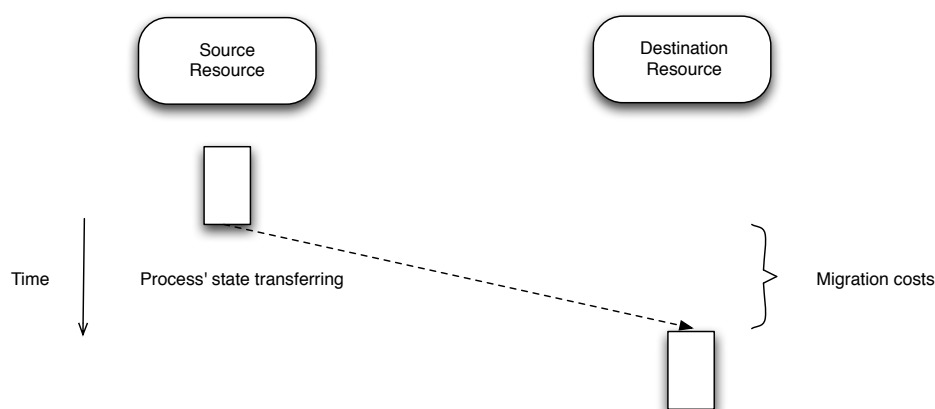 Source
Resource
Destination
Resource
Time
Process' state transferring
Migration costs